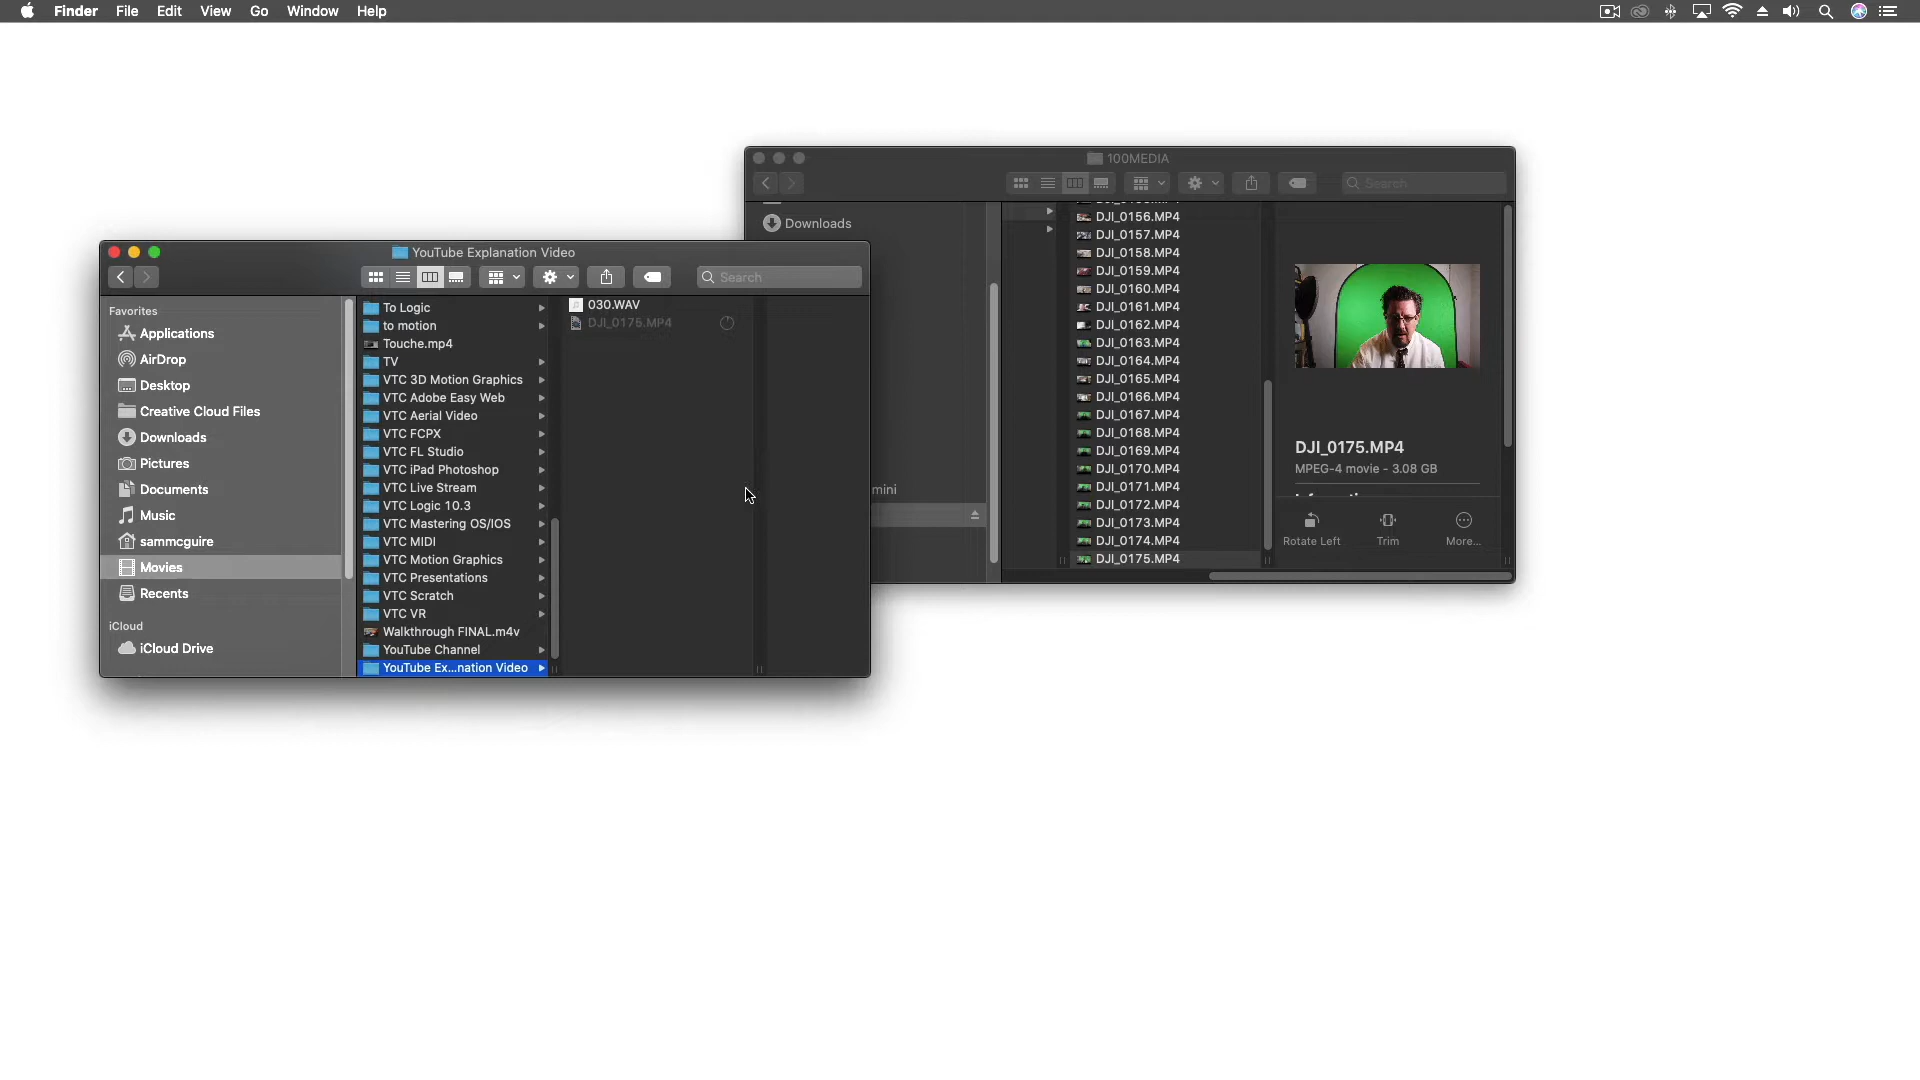 Finder File Edit View Go Window Help
100MEDIA
Search
Downloads
mini
DJI_0156.MP4
DJI_0157.MP4
DJI_0158.MP4
DJI_0159.MP4
DJI_0160.MP4
DJI_0161.MP4
DJI_0162.MP4
DJI_0163.MP4
DJI_0164.MP4
DJI_0165.MP4
DJI_0166.MP4
DJI_0167.MP4
DJI_0168.MP4
DJI_0169.MP4
DJI_0170.MP4
DJI_0171.MP4
DJI_0172.MP4
DJI_0173.MP4
DJI_0174.MP4
DJI_0175.MP4
DJI_0175.MP4
MPEG-4 movie - 3.08 GB
Rotate Left
Trim
More...
YouTube Explanation Video
Search
Favorites
Applications
AirDrop
Desktop
Creative Cloud Files
Downloads
Pictures
Documents
Music
sammcguire
Movies
Recents
iCloud
iCloud Drive
To Logic
to motion
Touche.mp4
TV
VTC 3D Motion Graphics
VTC Adobe Easy Web
VTC Aerial Video
VTC FCPX
VTC FL Studio
VTC iPad Photoshop
VTC Live Stream
VTC Logic 10.3
VTC Mastering OS/IOS
VTC MIDI
VTC Motion Graphics
VTC Presentations
VTC Scratch
VTC VR
Walkthrough FINAL.m4v
YouTube Channel
YouTube Ex...nation Video
030.WAV
DJI_0175.MP4